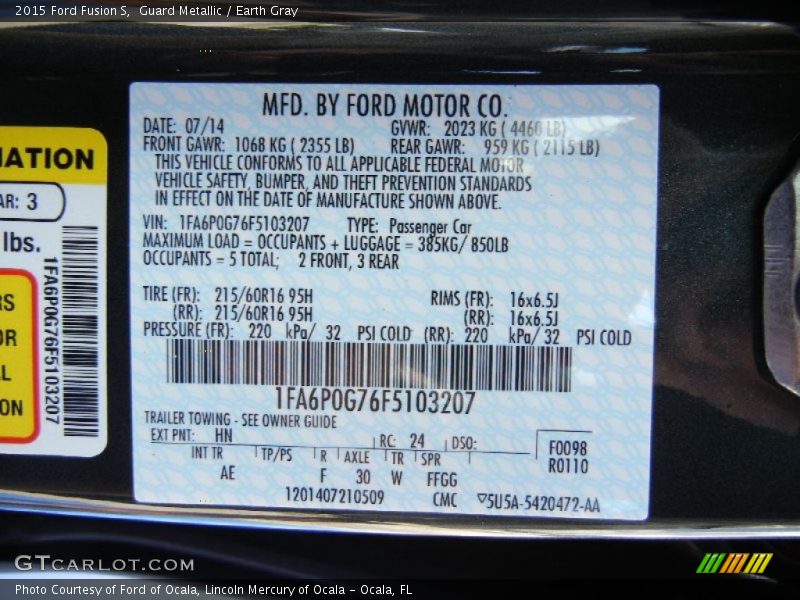 2015 Ford Fusion S,  Guard Metallic / Earth Gray
MATION
AR: 3
lbs.
RS
OR
L
ON
1FA6P0G76F5103207
MFD. BY FORD MOTOR CO.
DATE: 07/14 GVWR: 2023 KG ( 4460 LB)
FRONT GAWR: 1068 KG ( 2355 LB) REAR GAWR: 959 KG ( 2115 LB)
THIS VEHICLE CONFORMS TO ALL APPLICABLE FEDERAL MOTOR
VEHICLE SAFETY, BUMPER, AND THEFT PREVENTION STANDARDS
IN EFFECT ON THE DATE OF MANUFACTURE SHOWN ABOVE.
VIN: 1FA6P0G76F5103207 TYPE: Passenger Car
MAXIMUM LOAD = OCCUPANTS + LUGGAGE = 385KG/ 850LB
OCCUPANTS = 5 TOTAL; 2 FRONT, 3 REAR
TIRE (FR): 215/60R16 95H RIMS (FR): 16x6.5J
(RR): 215/60R16 95H (RR): 16x6.5J
PRESSURE (FR): 220 kPa/ 32 PSI COLD (RR): 220 kPa/ 32 PSI COLD
1FA6P0G76F5103207
TRAILER TOWING - SEE OWNER GUIDE
EXT PNT: HN RC: 24 DSO: F0098
INT TR TP/PS R AXLE TR SPR R0110
AE F 30 W FFGG
1201407210509 CMC ▽5U5A-5420472-AA
GTCARLOT.COM
Photo Courtesy of Ford of Ocala, Lincoln Mercury of Ocala – Ocala, FL